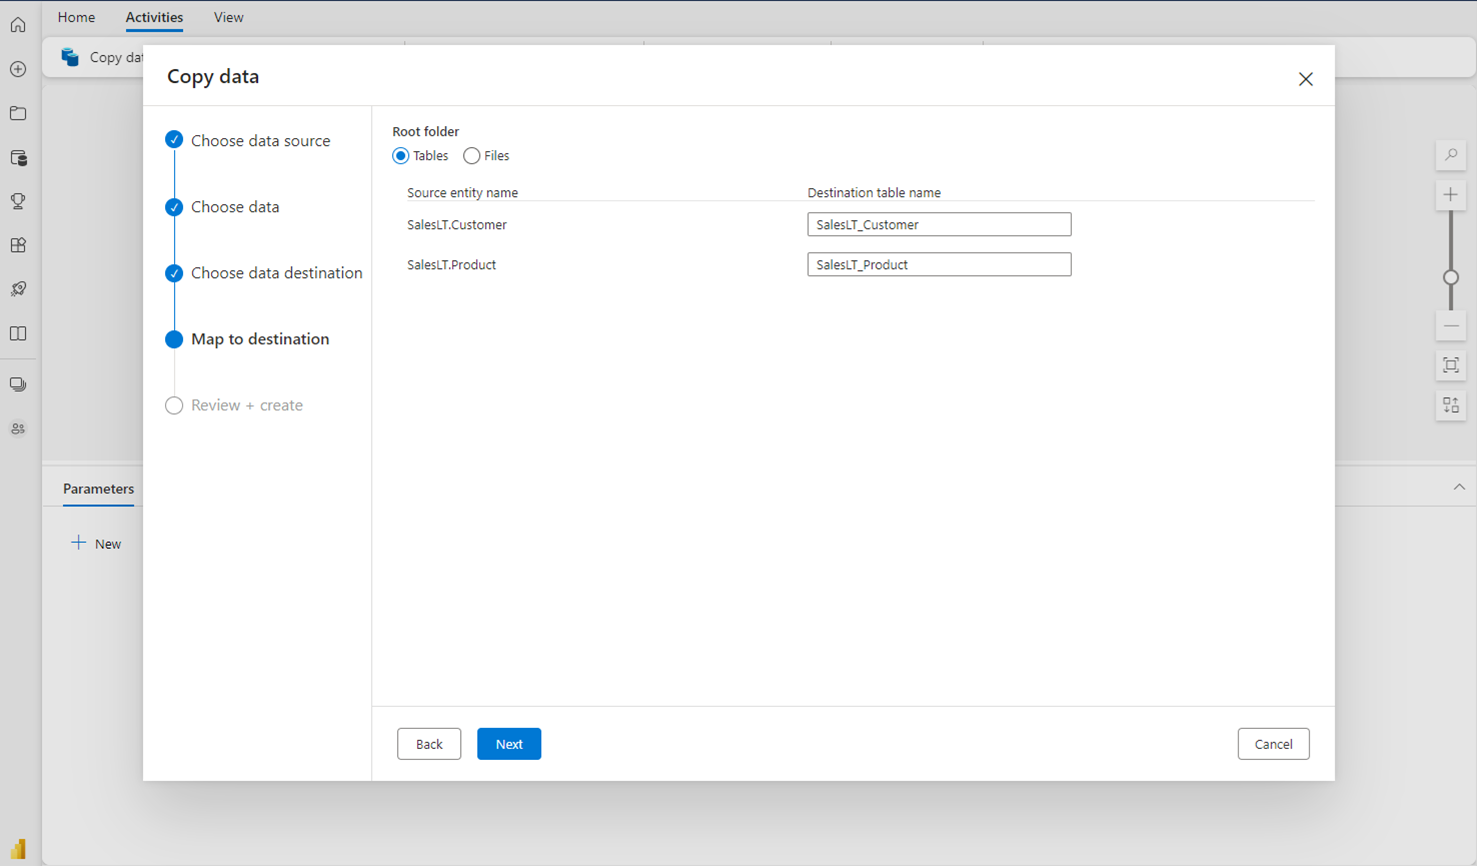 Home Activities View
Copy dat
Copy data
Choose data source
Choose data
Choose data destination
Map to destination
Review + create
Root folder
Tables Files
Source entity name Destination table name
SalesLT.Customer SalesLT_Customer
SalesLT.Product SalesLT_Product
Parameters
New
Back Next Cancel